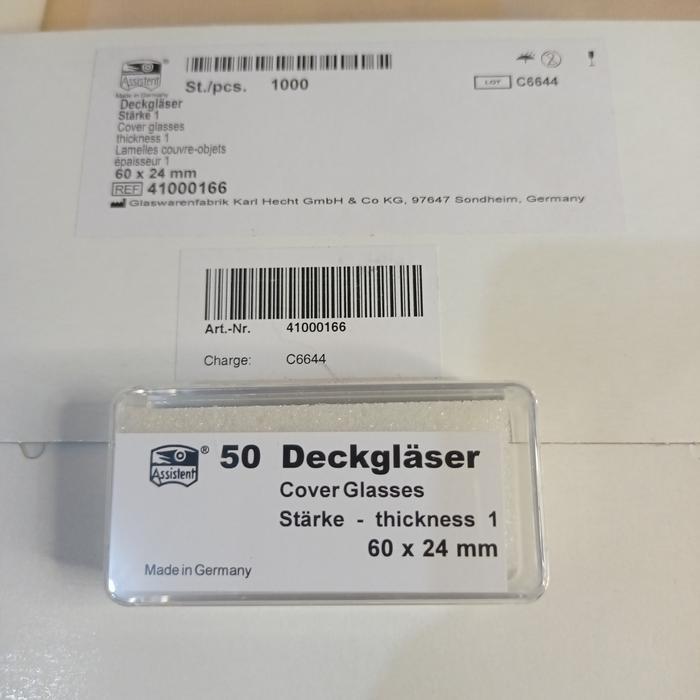 Assistent®
Made in Germany
St./pcs. 1000
LOT C6644
Deckgläser
Stärke 1
Cover glasses
thickness 1
Lamelles couvre-objets
épaisseur 1
60 x 24 mm
REF 41000166
Glaswarenfabrik Karl Hecht GmbH & Co KG, 97647 Sondheim, Germany
Art.-Nr. 41000166
Charge: C6644
Assistent®
50 Deckgläser
Cover Glasses
Stärke - thickness 1
60 x 24 mm
Made in Germany